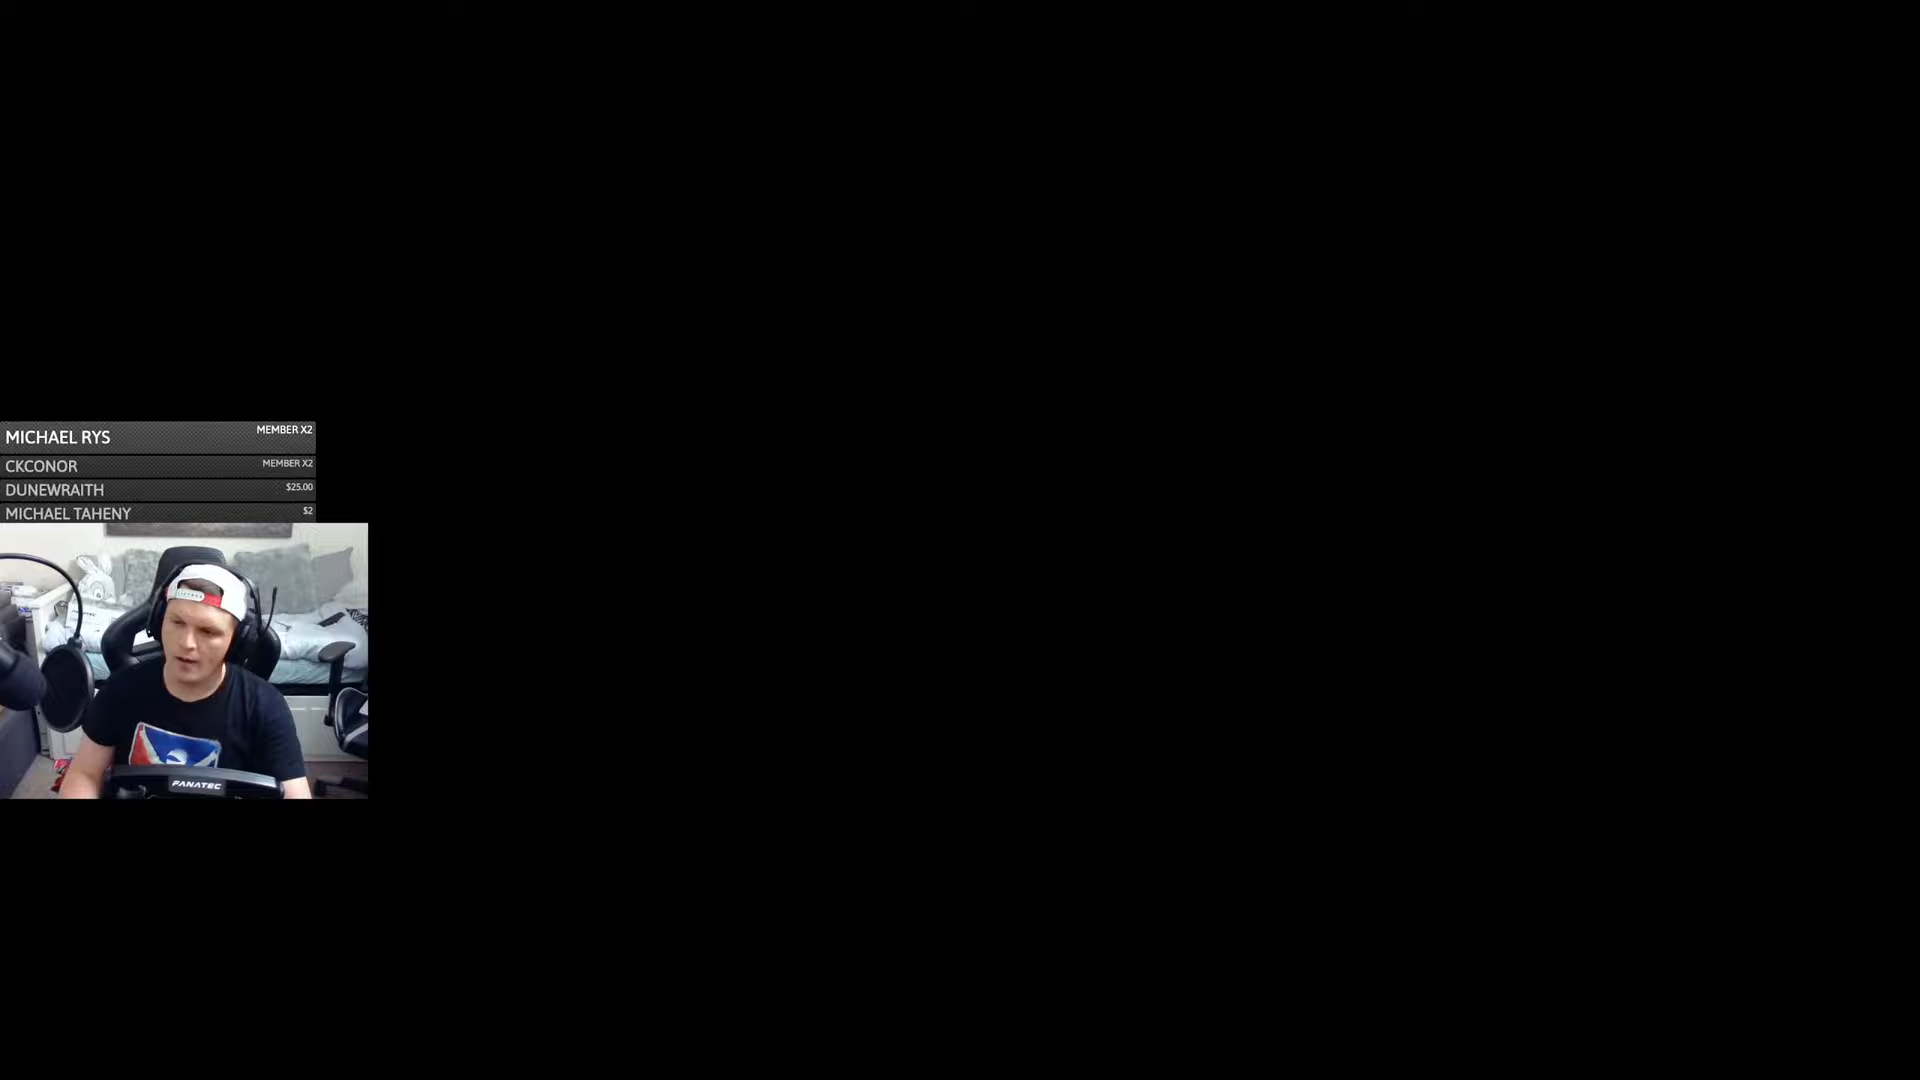 MICHAEL RYS MEMBER X2
CKCONOR MEMBER X2
DUNEWRAITH $25.00
MICHAEL TAHENY $2
FANATEC